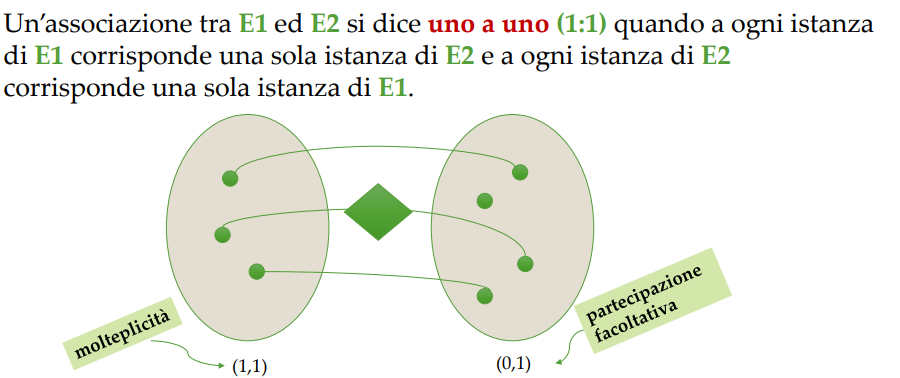 Un'associazione tra E1 ed E2 si dice uno a uno (1:1) quando a ogni istanza
di E1 corrisponde una sola istanza di E2 e a ogni istanza di E2
corrisponde una sola istanza di E1.
molteplicità
(1,1)
partecipazione
facoltativa
(0,1)